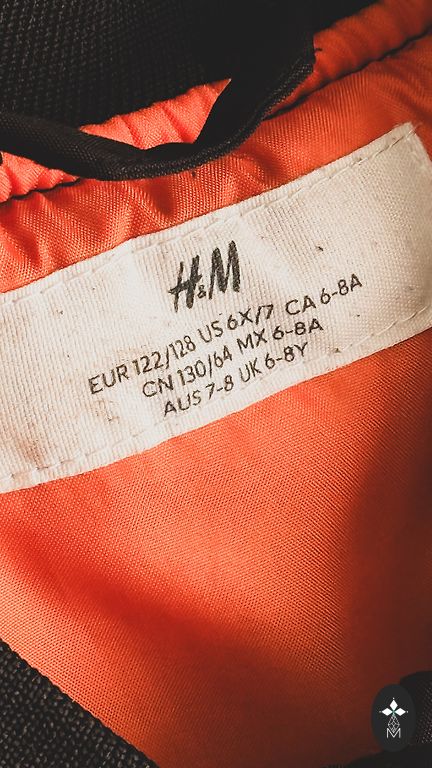 H&M
EUR 122/128 US 6X/7 CA 6-8A
CN 130/64 MX 6-8A
AUS 7-8 UK 6-8Y
M